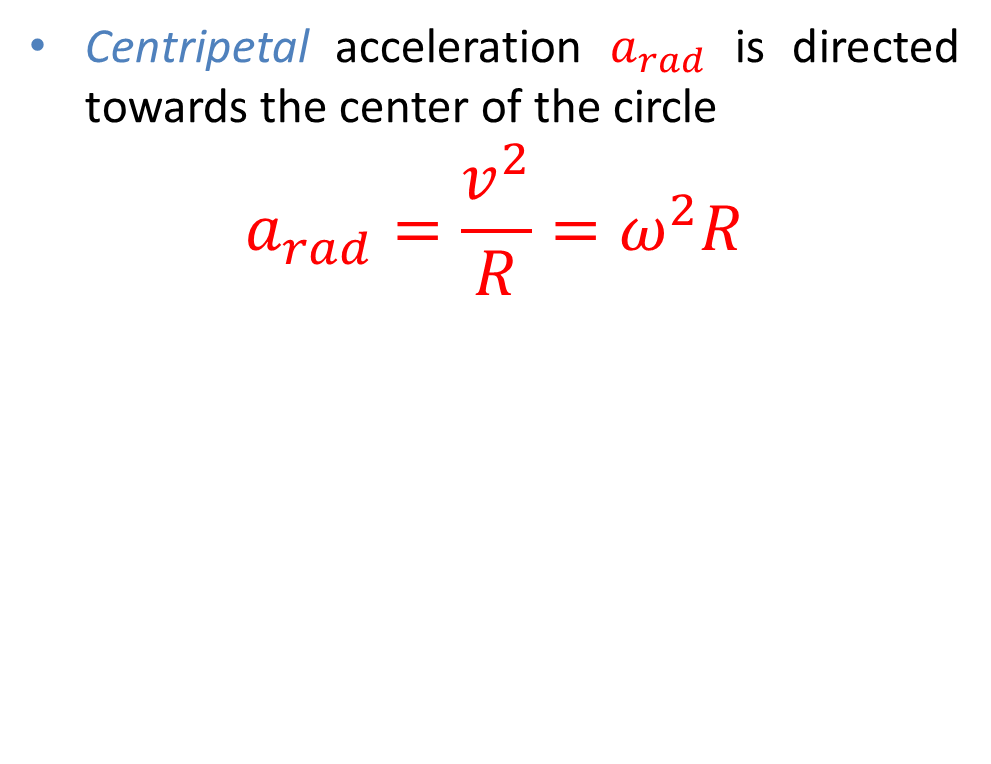 • Centripetal acceleration a_rad is directed
towards the center of the circle
a_rad = v²/R = ω²R